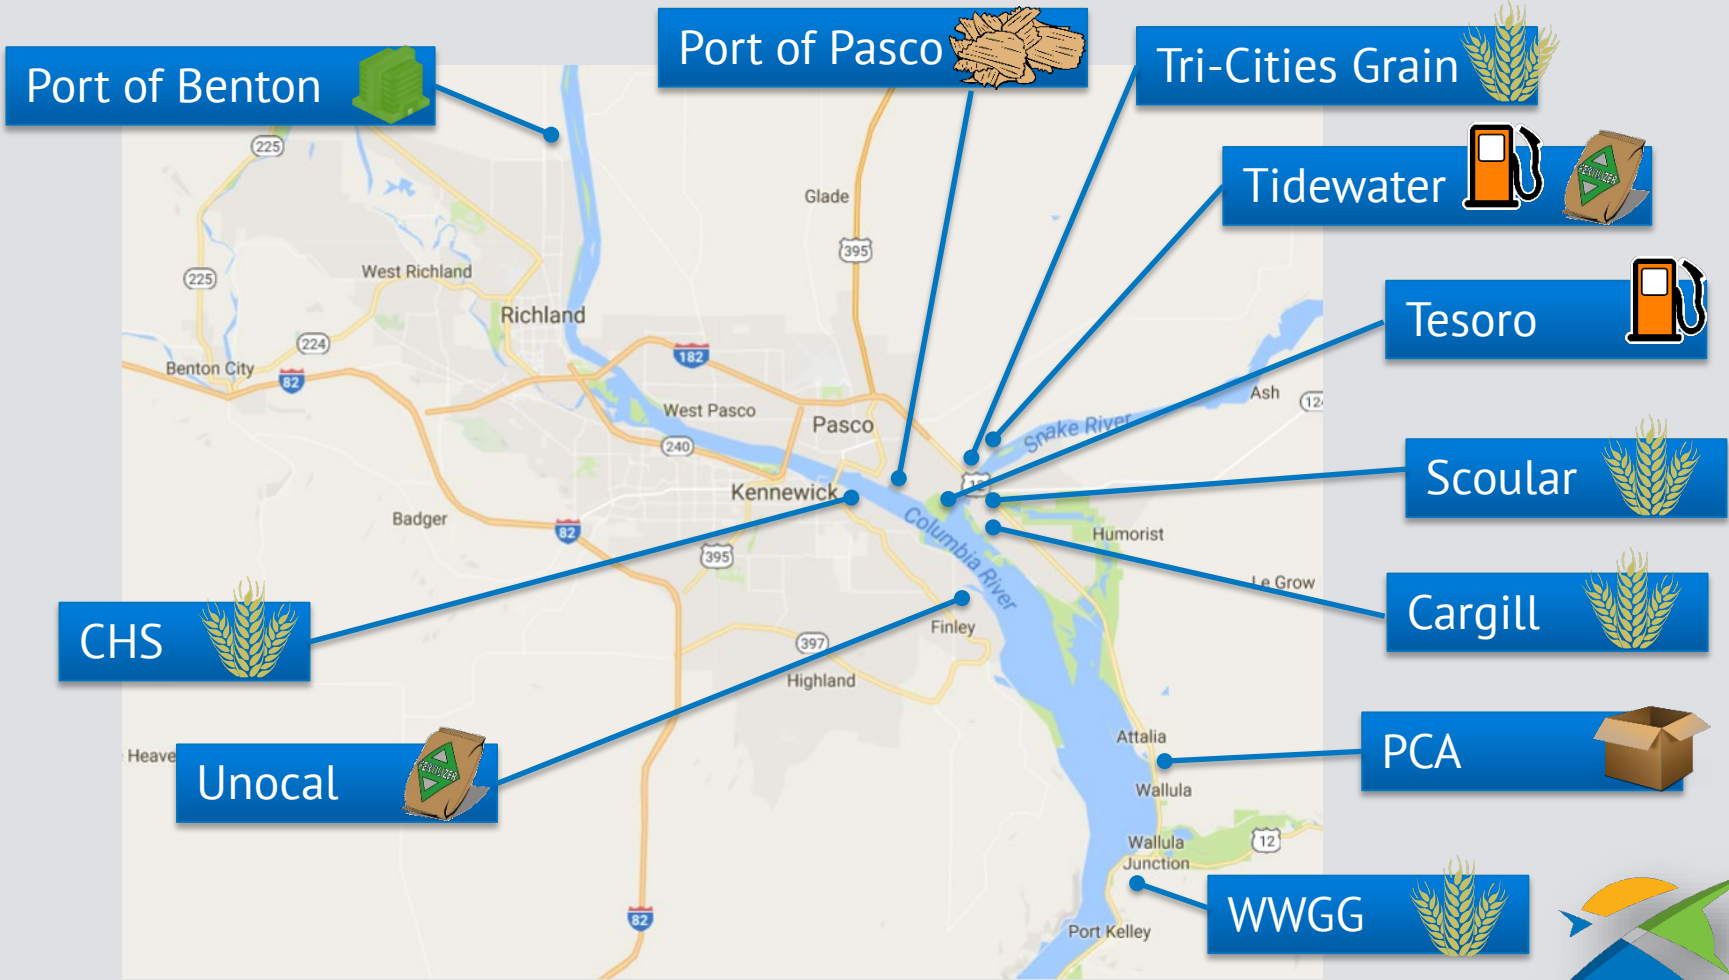 Port of Benton
Port of Pasco
Tri-Cities Grain
Tidewater
FERTILIZER
Tesoro
Scoular
Cargill
PCA
WWGG
CHS
Unocal
FERTILIZER
225
Glade
395
225
West Richland
Richland
224
182
Benton City
82
West Pasco
Pasco
Ash
Snake River
240
Kennewick
Badger
82
395
Columbia River
Humorist
Le Grow
Finley
397
Highland
Attalia
Heave
Wallula
Wallula
Junction
12
82
Port Kelley